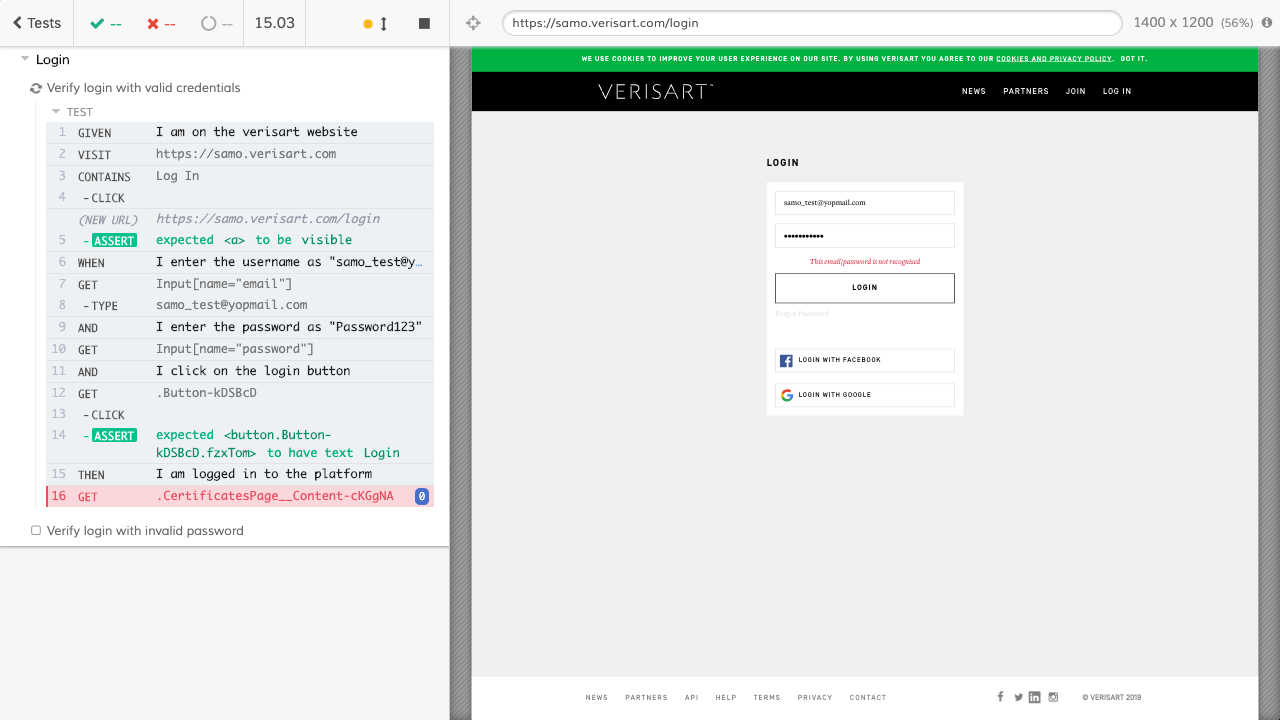 Tests -- -- -- 15.03 https://samo.verisart.com/login 1400 x 1200 (56%)
Login
Verify login with valid credentials
TEST
1 GIVEN I am on the verisart website
2 VISIT https://samo.verisart.com
3 CONTAINS Log In
4 -CLICK
(NEW URL) https://samo.verisart.com/login
5 -ASSERT expected <a> to be visible
6 WHEN I enter the username as "samo_test@y…
7 GET Input[name="email"]
8 -TYPE samo_test@yopmail.com
9 AND I enter the password as "Password123"
10 GET Input[name="password"]
11 AND I click on the login button
12 GET .Button-kDSBcD
13 -CLICK
14 -ASSERT expected <button.Button-
kDSBcD.fzxTom> to have text Login
15 THEN I am logged in to the platform
16 GET .CertificatesPage__Content-cKGgNA 0
Verify login with invalid password
WE USE COOKIES TO IMPROVE YOUR USER EXPERIENCE ON OUR SITE. BY USING VERISART YOU AGREE TO OUR COOKIES AND PRIVACY POLICY. GOT IT.
VERISART™ NEWS PARTNERS JOIN LOG IN
LOGIN
samo_test@yopmail.com
•••••••••••
This email/password is not recognised
LOGIN
Forgot Password
LOGIN WITH FACEBOOK
LOGIN WITH GOOGLE
NEWS PARTNERS API HELP TERMS PRIVACY CONTACT © VERISART 2019